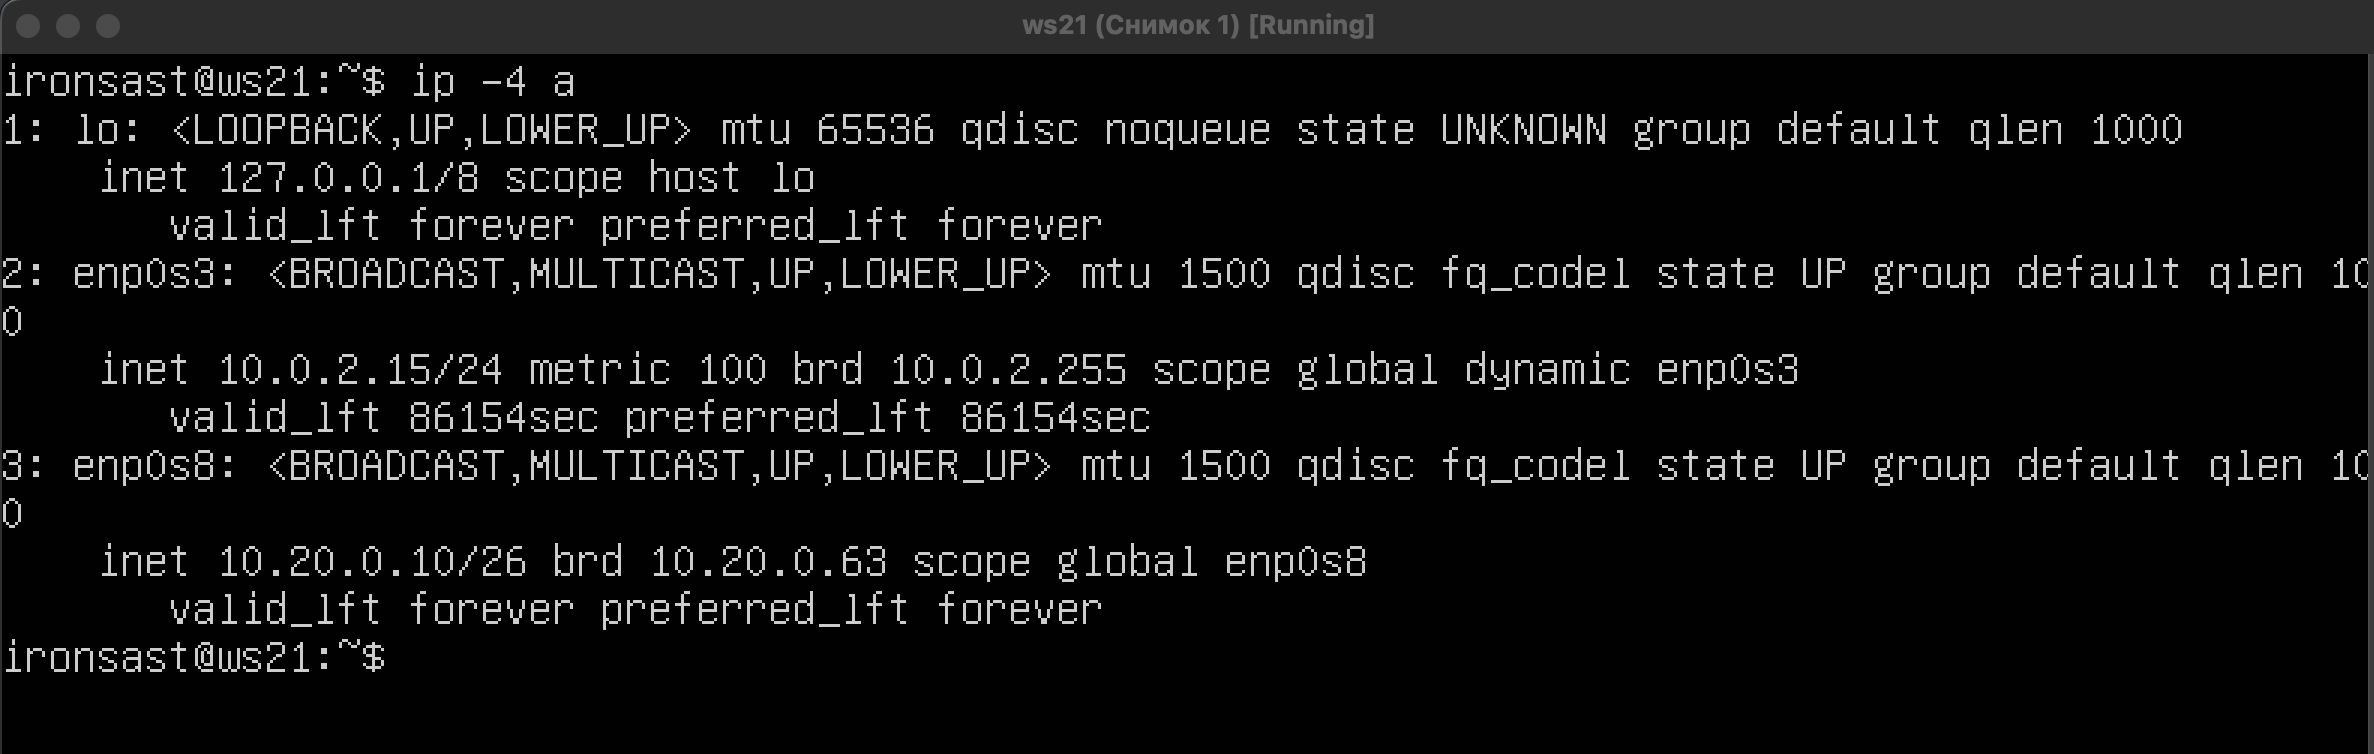 ws21 (Снимок 1) [Running]
ironsast@ws21:~$ ip -4 a
1: lo: <LOOPBACK,UP,LOWER_UP> mtu 65536 qdisc noqueue state UNKNOWN group default qlen 1000
    inet 127.0.0.1/8 scope host lo
       valid_lft forever preferred_lft forever
2: enp0s3: <BROADCAST,MULTICAST,UP,LOWER_UP> mtu 1500 qdisc fq_codel state UP group default qlen 10
0
    inet 10.0.2.15/24 metric 100 brd 10.0.2.255 scope global dynamic enp0s3
       valid_lft 86154sec preferred_lft 86154sec
3: enp0s8: <BROADCAST,MULTICAST,UP,LOWER_UP> mtu 1500 qdisc fq_codel state UP group default qlen 10
0
    inet 10.20.0.10/26 brd 10.20.0.63 scope global enp0s8
       valid_lft forever preferred_lft forever
ironsast@ws21:~$